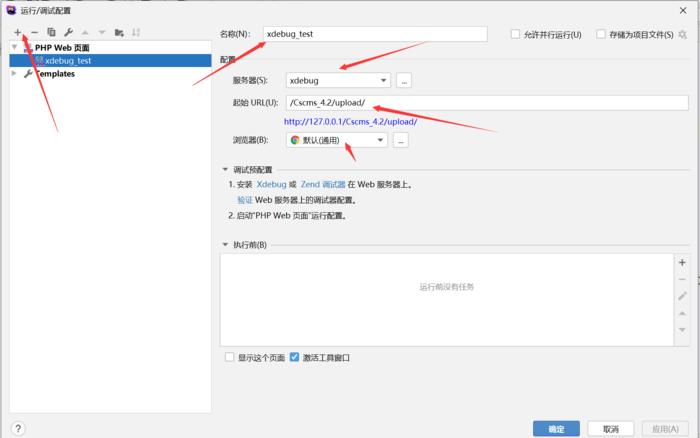 运行/调试配置
名称(N): xdebug_test 允许并行运行(U) 存储为项目文件(S)
PHP Web 页面
xdebug_test
Templates
配置
服务器(S): xdebug ...
起始 URL(U): /Cscms_4.2/upload/
http://127.0.0.1/Cscms_4.2/upload/
浏览器(B): 默认(通用) ...
调试预配置
1. 安装 Xdebug 或 Zend 调试器 在 Web 服务器上。
验证 Web 服务器上的调试器配置。
2. 启动"PHP Web 页面"运行配置。
执行前(B)
运行前没有任务
显示这个页面 激活工具窗口
? 确定 取消 应用(A)